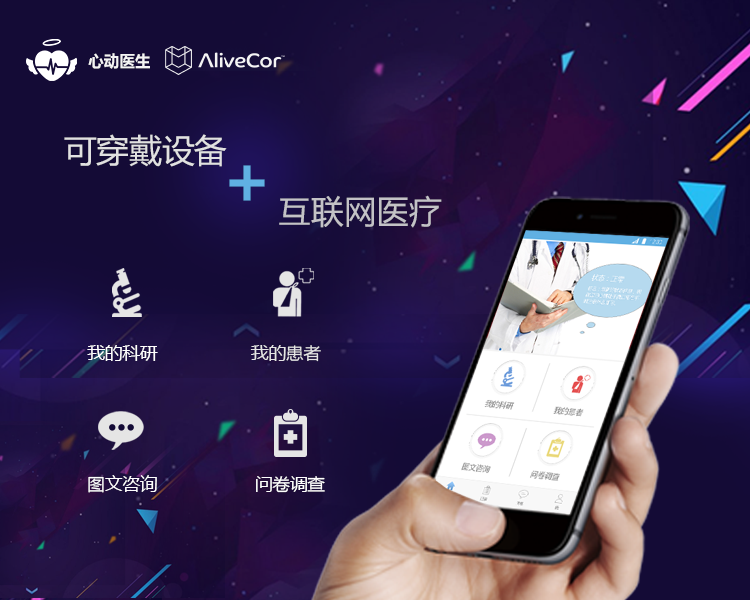 心动医生 AliveCor
可穿戴设备
+
互联网医疗
我的科研 我的患者
图文咨询 问卷调查
我的科研 我的患者
图文咨询 问卷调查